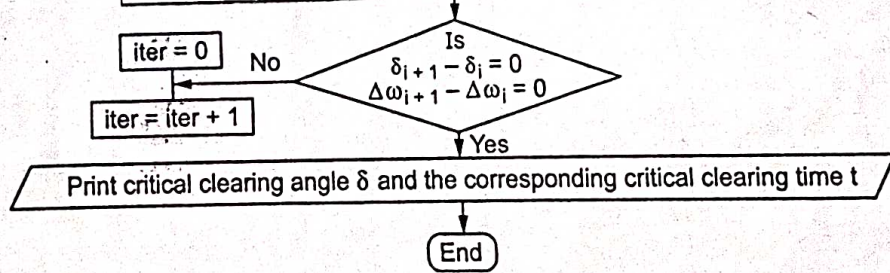 iter = 0
No
Is
δi + 1 – δi = 0
Δωi + 1 – Δωi = 0
iter = iter + 1
Yes
Print critical clearing angle δ and the corresponding critical clearing time t
End